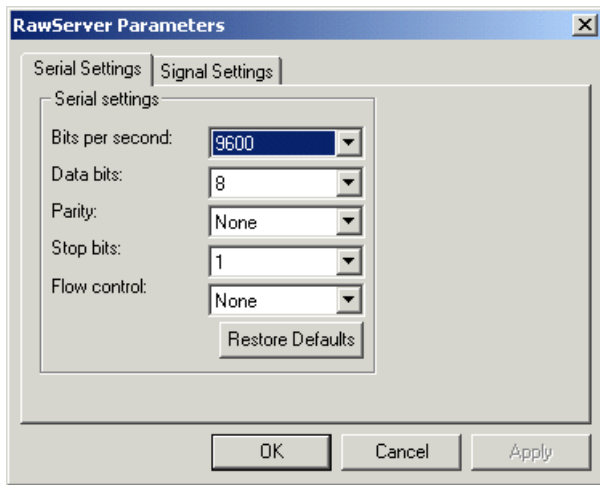 RawServer Parameters
Serial Settings Signal Settings
Serial settings
Bits per second: 9600
Data bits: 8
Parity: None
Stop bits: 1
Flow control: None
Restore Defaults
OK Cancel Apply